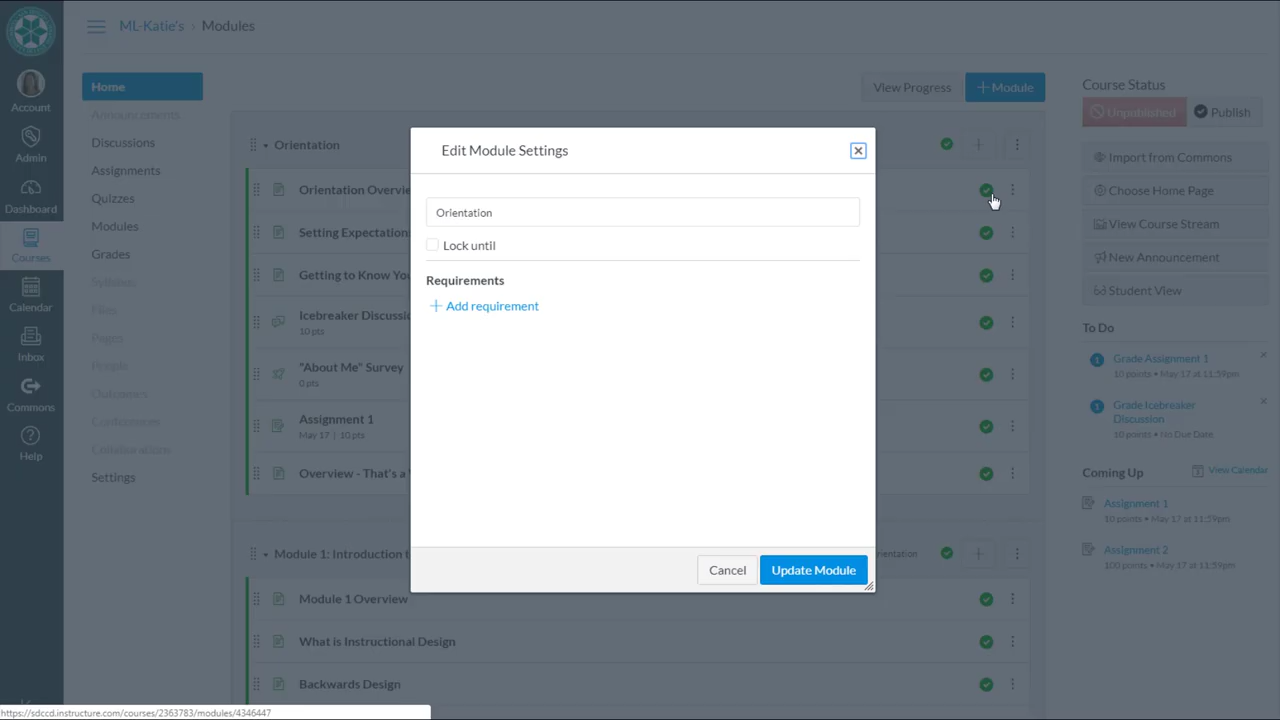 ML-Katie's › Modules
Account
Admin
Dashboard
Courses
Calendar
Inbox
Commons
Help
Home
Announcements
Discussions
Assignments
Quizzes
Modules
Grades
Syllabus
Files
Pages
People
Outcomes
Conferences
Collaborations
Settings
View Progress
+ Module
Orientation
Orientation Overvie
Setting Expectation
Getting to Know You
Icebreaker Discussio
10 pts
"About Me" Survey
0 pts
Assignment 1
May 17 | 10 pts
Overview - That's a
Module 1: Introduction t
rientation
Module 1 Overview
What is Instructional Design
Backwards Design
Edit Module Settings
Orientation
Lock until
Requirements
+ Add requirement
Cancel
Update Module
Course Status
Unpublished
Publish
Import from Commons
Choose Home Page
View Course Stream
New Announcement
Student View
To Do
1
Grade Assignment 1
10 points • May 17 at 11:59pm
1
Grade Icebreaker
Discussion
10 points • No Due Date
Coming Up
View Calendar
Assignment 1
10 points • May 17 at 11:59pm
Assignment 2
100 points • May 17 at 11:59pm
https://sdccd.instructure.com/courses/2363783/modules/4346447